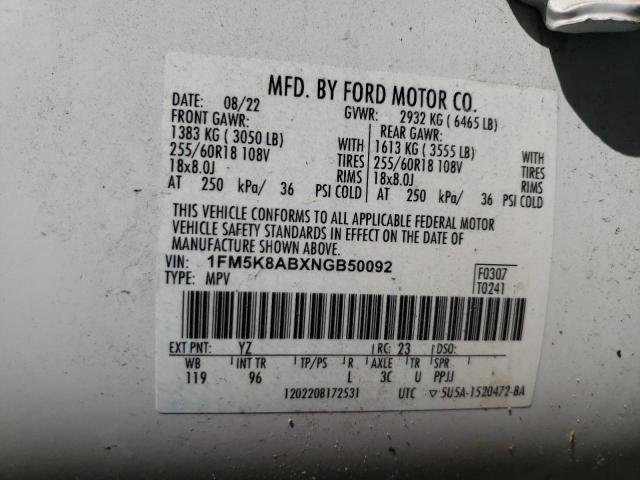 MFD. BY FORD MOTOR CO.
DATE: 08/22 GVWR: 2932 KG ( 6465 LB)
FRONT GAWR: REAR GAWR:
1383 KG ( 3050 LB) WITH 1613 KG ( 3555 LB) WITH
255/60R18 108V TIRES 255/60R18 108V TIRES
18x8.0J RIMS 18x8.0J RIMS
AT 250 kPa/ 36 PSI COLD AT 250 kPa/ 36 PSI COLD
THIS VEHICLE CONFORMS TO ALL APPLICABLE FEDERAL MOTOR
VEHICLE SAFETY STANDARDS IN EFFECT ON THE DATE OF
MANUFACTURE SHOWN ABOVE.
VIN: 1FM5K8ABXNGB50092 F0307
TYPE: MPV T0241
EXT PNT: YZ RC: 23 DSO:
WB INT TR TP/PS R AXLE TR SPR
119 96 L 3C U PPJJ
1202208172531 UTC ▽ 5U5A-1520472-BA